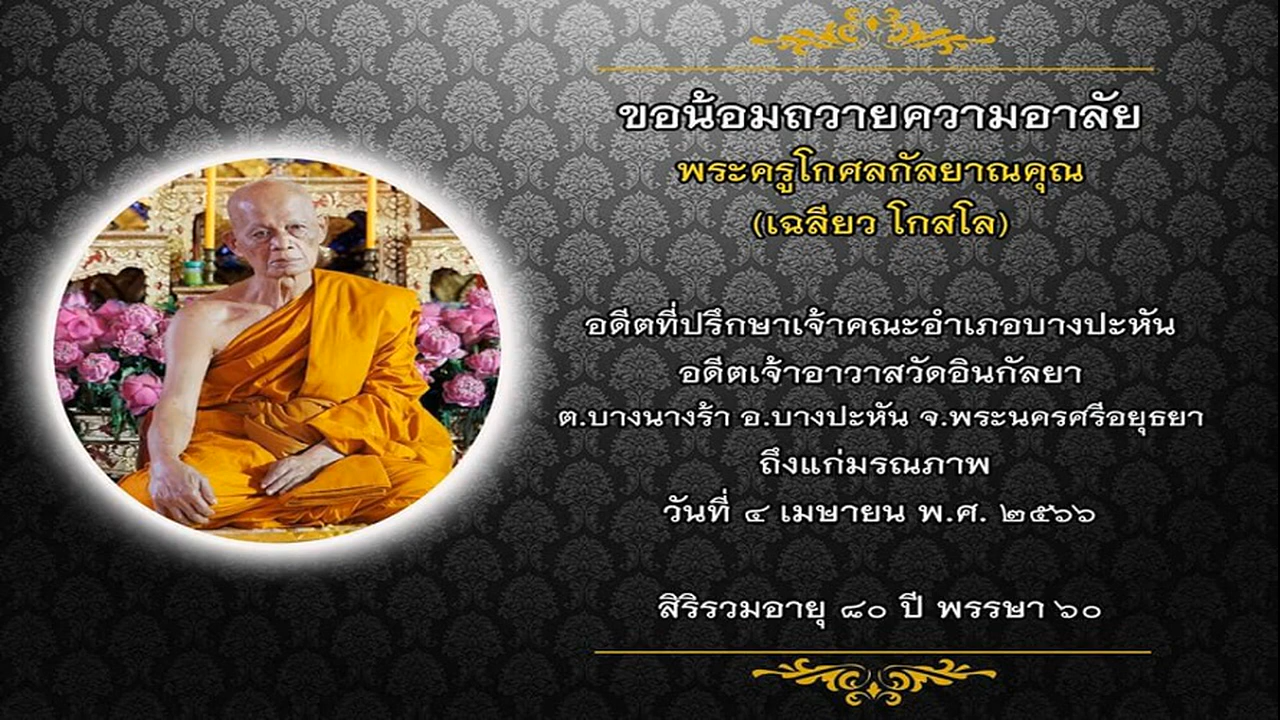 ขอน้อมถวายความอาลัย
พระครูโกศลกัลยาณคุณ
(เฉลียว โกสโล)
อดีตที่ปรึกษาเจ้าคณะอำเภอบางปะหัน
อดีตเจ้าอาวาสวัดอินกัลยา
ต.บางนางร้า อ.บางปะหัน จ.พระนครศรีอยุธยา
ถึงแก่มรณภาพ
วันที่ ๔ เมษายน พ.ศ. ๒๕๖๖
สิริรวมอายุ ๘๐ ปี พรรษา ๖๐